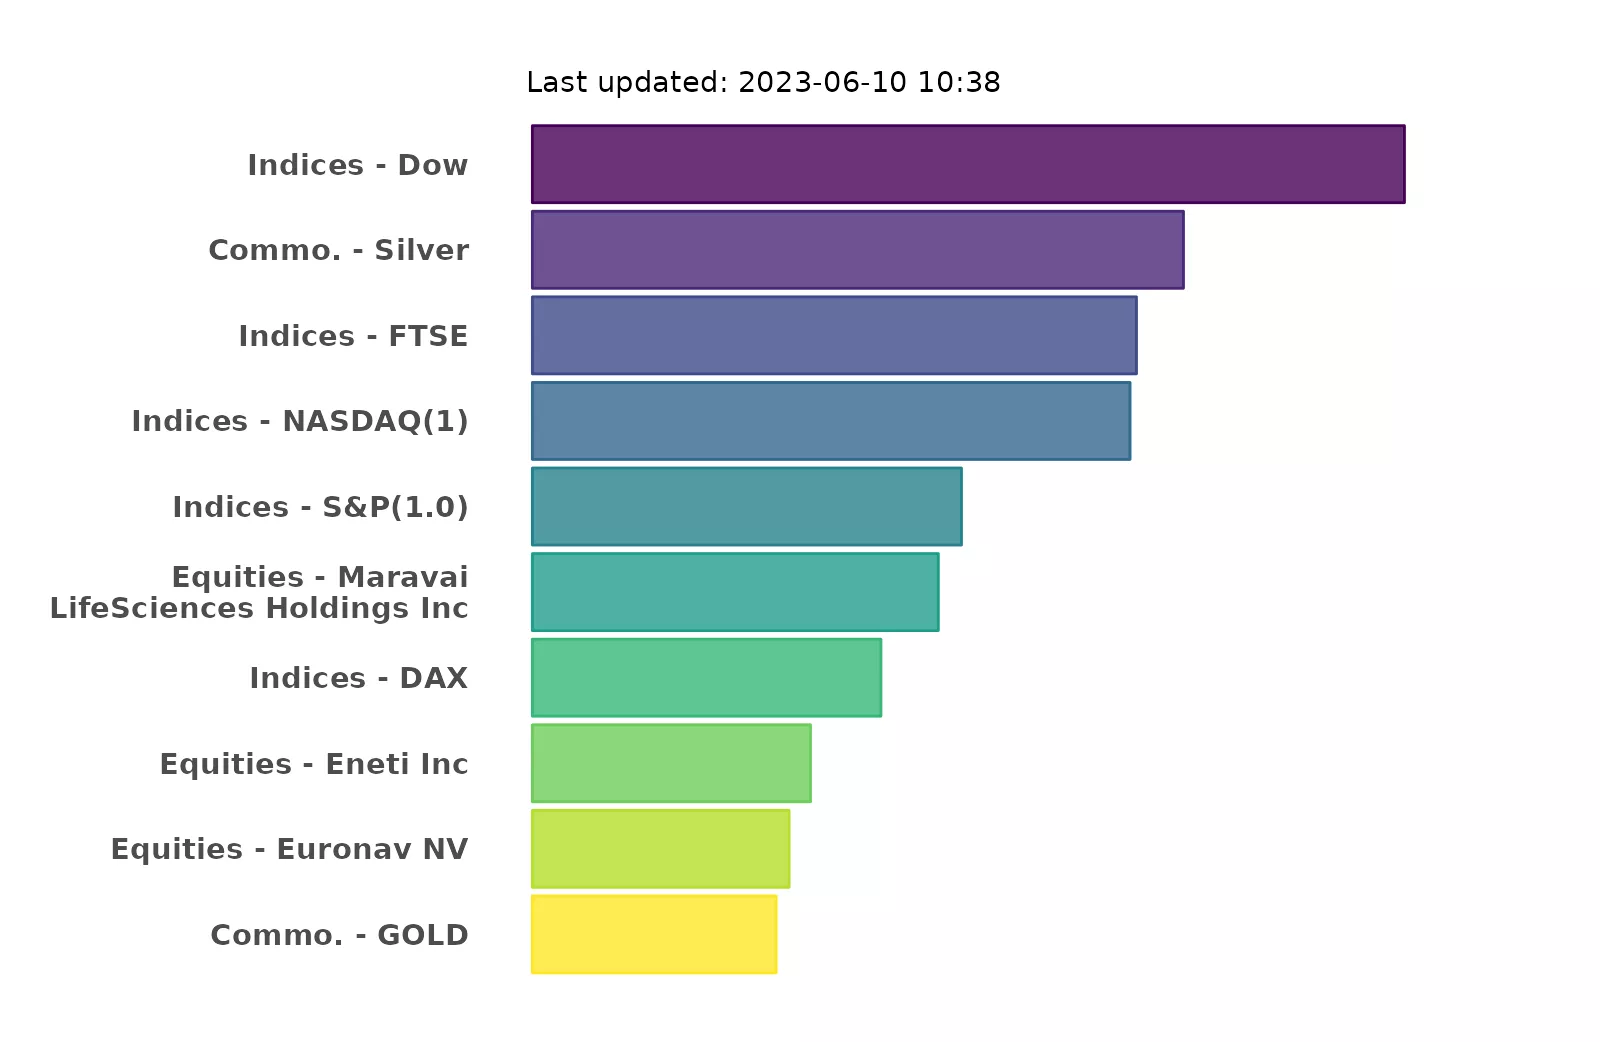 Last updated: 2023-06-10 10:38
Indices - Dow
Commo. - Silver
Indices - FTSE
Indices - NASDAQ(1)
Indices - S&P(1.0)
Equities - Maravai
LifeSciences Holdings Inc
Indices - DAX
Equities - Eneti Inc
Equities - Euronav NV
Commo. - GOLD